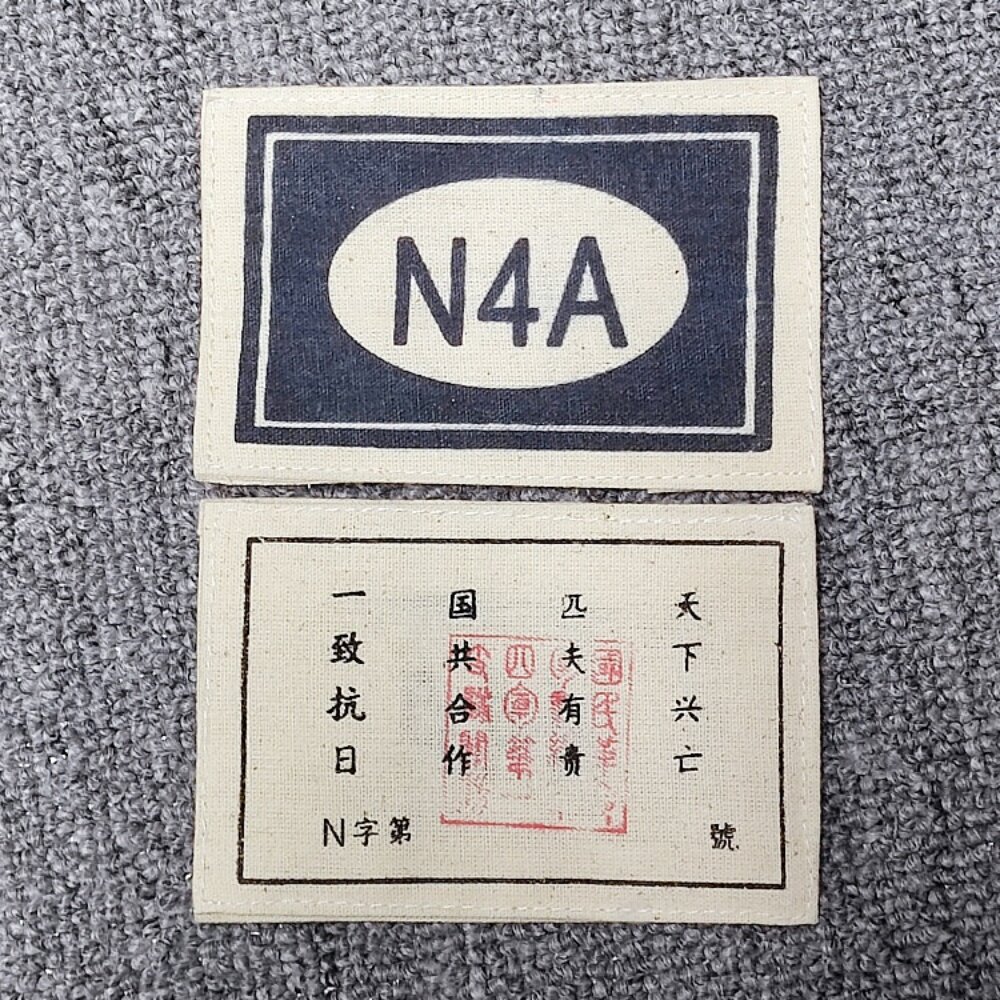 N4A
天下兴亡
匹夫有责
国共合作
一致抗日
N字第 號